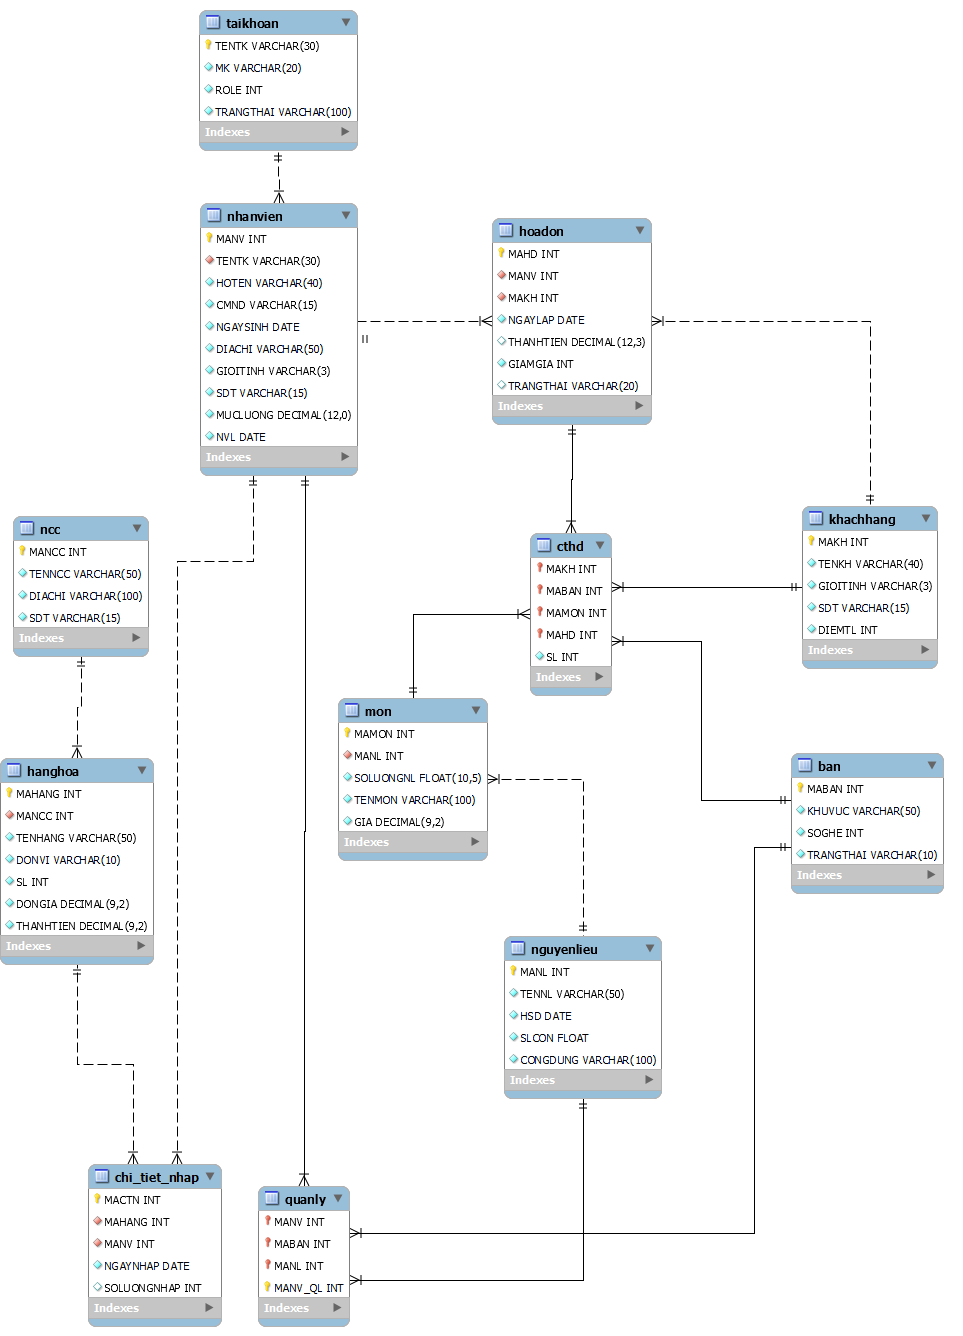 taikhoan
TENTK VARCHAR(30)
MK VARCHAR(20)
ROLE INT
TRANGTHAI VARCHAR(100)
Indexes
nhanvien
MANV INT
TENTK VARCHAR(30)
HOTEN VARCHAR(40)
CMND VARCHAR(15)
NGAYSINH DATE
DIACHI VARCHAR(50)
GIOITINH VARCHAR(3)
SDT VARCHAR(15)
MUCLUONG DECIMAL(12,0)
NVL DATE
Indexes
hoadon
MAHD INT
MANV INT
MAKH INT
NGAYLAP DATE
THANHTIEN DECIMAL(12,3)
GIAMGIA INT
TRANGTHAI VARCHAR(20)
Indexes
khachhang
MAKH INT
TENKH VARCHAR(40)
GIOITINH VARCHAR(3)
SDT VARCHAR(15)
DIEMTL INT
Indexes
ncc
MANCC INT
TENNCC VARCHAR(50)
DIACHI VARCHAR(100)
SDT VARCHAR(15)
Indexes
cthd
MAKH INT
MABAN INT
MAMON INT
MAHD INT
SL INT
Indexes
mon
MAMON INT
MANL INT
SOLUONGNL FLOAT(10,5)
TENMON VARCHAR(100)
GIA DECIMAL(9,2)
Indexes
ban
MABAN INT
KHUVUC VARCHAR(50)
SOGHE INT
TRANGTHAI VARCHAR(10)
Indexes
hanghoa
MAHANG INT
MANCC INT
TENHANG VARCHAR(50)
DONVI VARCHAR(10)
SL INT
DONGIA DECIMAL(9,2)
THANHTIEN DECIMAL(9,2)
Indexes
nguyenlieu
MANL INT
TENNL VARCHAR(50)
HSD DATE
SLCON FLOAT
CONGDUNG VARCHAR(100)
Indexes
chi_tiet_nhap
MACTN INT
MAHANG INT
MANV INT
NGAYNHAP DATE
SOLUONGNHAP INT
Indexes
quanly
MANV INT
MABAN INT
MANL INT
MANV_QL INT
Indexes